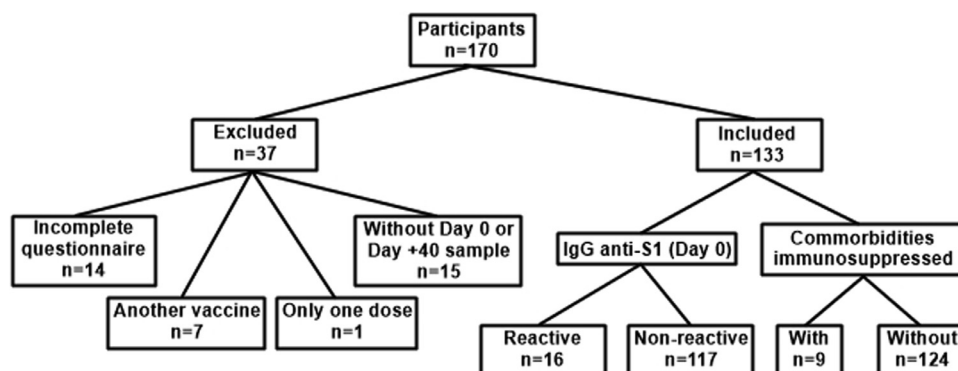 Participants
n=170
Excluded
n=37
Included
n=133
Incomplete
questionnaire
n=14
Another vaccine
n=7
Only one dose
n=1
Without Day 0 or
Day +40 sample
n=15
IgG anti-S1 (Day 0)
Commorbidities
immunosuppressed
Reactive
n=16
Non-reactive
n=117
With
n=9
Without
n=124